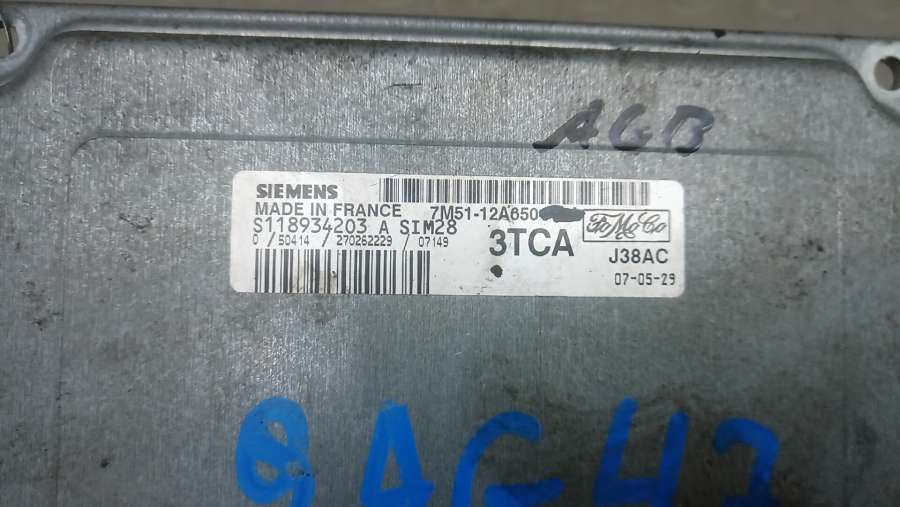 AGB
SIEMENS
MADE IN FRANCE 7M51-12A650
S118934203 A SIM28
0 / 50414 / 270262229 / 07149
3TCA
FoMoCo
J38AC
07-05-29